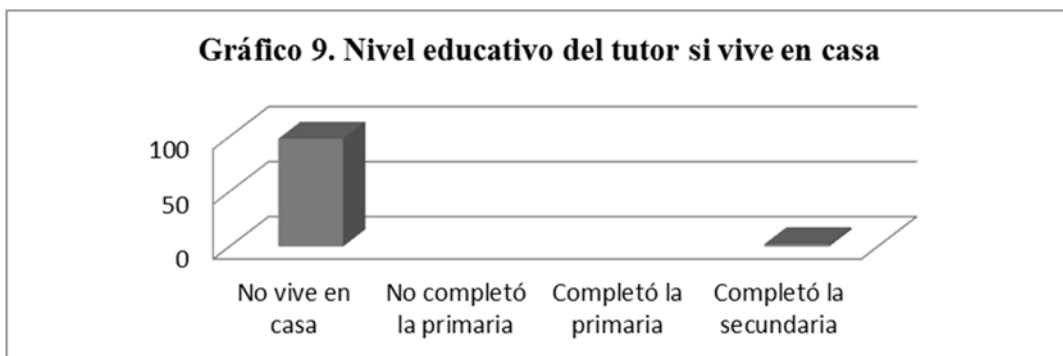 Gráfico 9. Nivel educativo del tutor si vive en casa
100
50
0
No vive en casa
No completó la primaria
Completó la primaria
Completó la secundaria